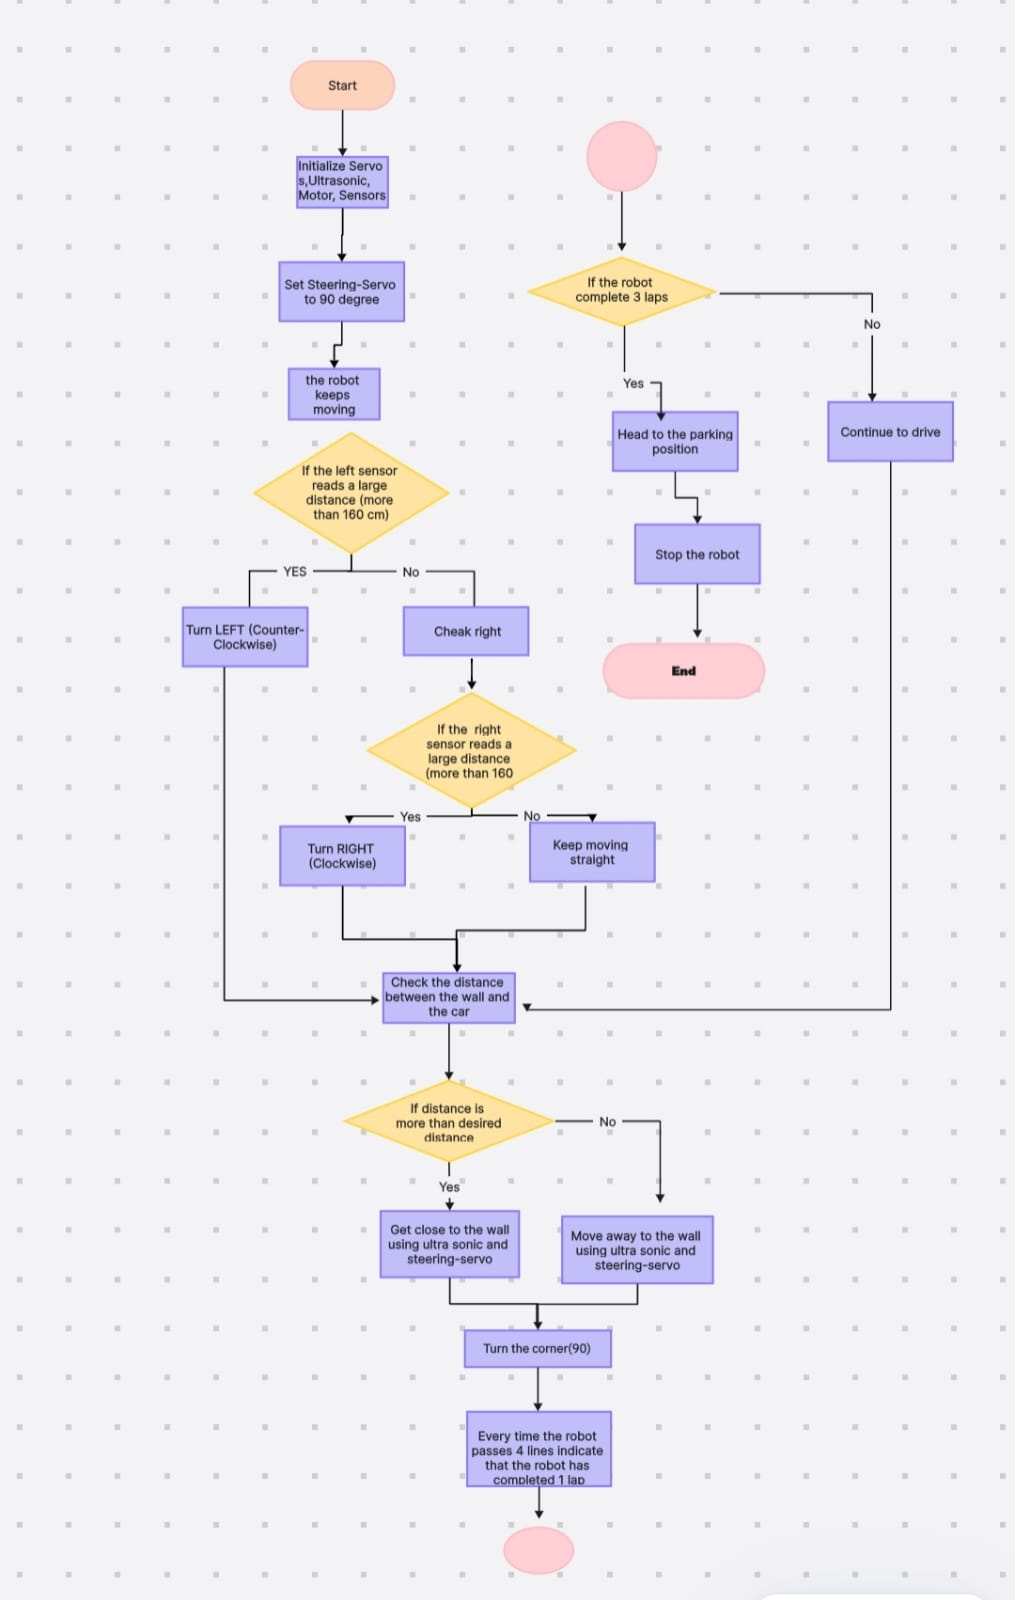 Start
Initialize Servo
s,Ultrasonic,
Motor, Sensors
Set Steering-Servo
to 90 degree
the robot
keeps
moving
If the left sensor
reads a large
distance (more
than 160 cm)
YES
No
Turn LEFT (Counter-
Clockwise)
Cheak right
If the right
sensor reads a
large distance
(more than 160
Yes
No
Turn RIGHT
(Clockwise)
Keep moving
straight
Check the distance
between the wall and
the car
If distance is
more than desired
distance
No
Yes
Get close to the wall
using ultra sonic and
steering-servo
Move away to the wall
using ultra sonic and
steering-servo
Turn the corner(90)
Every time the robot
passes 4 lines indicate
that the robot has
completed 1 lap
If the robot
complete 3 laps
No
Yes
Head to the parking
position
Continue to drive
Stop the robot
End